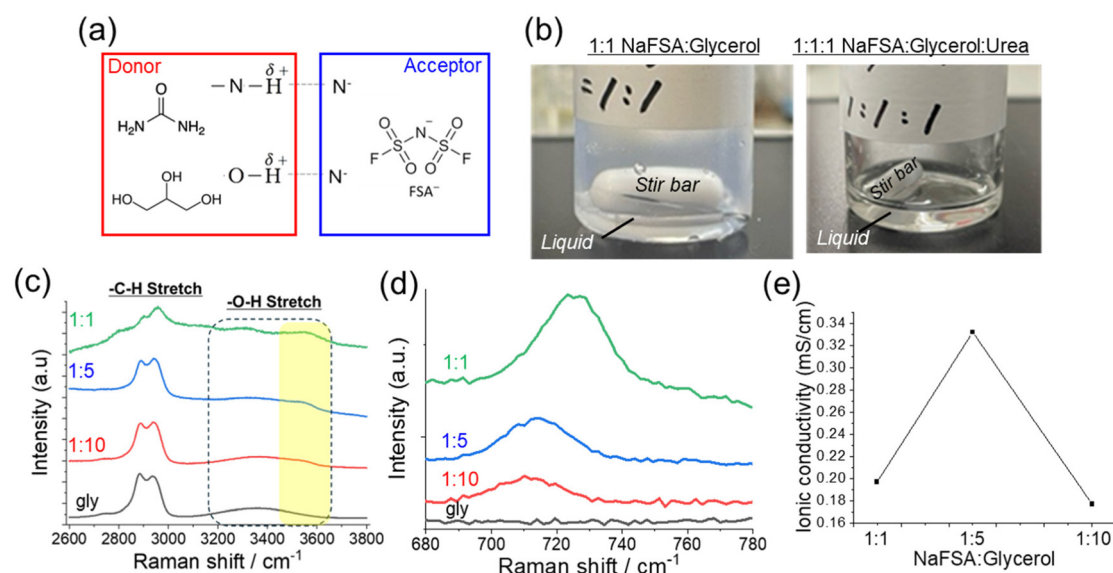 (a)
Donor
Acceptor
O
H₂N NH₂
OH
HO OH
–N–H δ+ N⁻
O–H δ+ N⁻
O O
F S N⁻ S F
O O
FSA⁻
(b)
1:1 NaFSA:Glycerol
1:1:1 NaFSA:Glycerol:Urea
=/:/
/:/:/
Stir bar
Liquid
Stir bar
Liquid
(c)
-C-H Stretch
-O-H Stretch
1:1
1:5
1:10
gly
Intensity (a.u)
2600 2800 3000 3200 3400 3600 3800
Raman shift / cm⁻¹
(d)
1:1
1:5
1:10
gly
Intensity (a.u.)
680 700 720 740 760 780
Raman shift / cm⁻¹
(e)
Ionic conductivity (mS/cm)
0.34
0.32
0.30
0.28
0.26
0.24
0.22
0.20
0.18
0.16
1:1 1:5 1:10
NaFSA:Glycerol